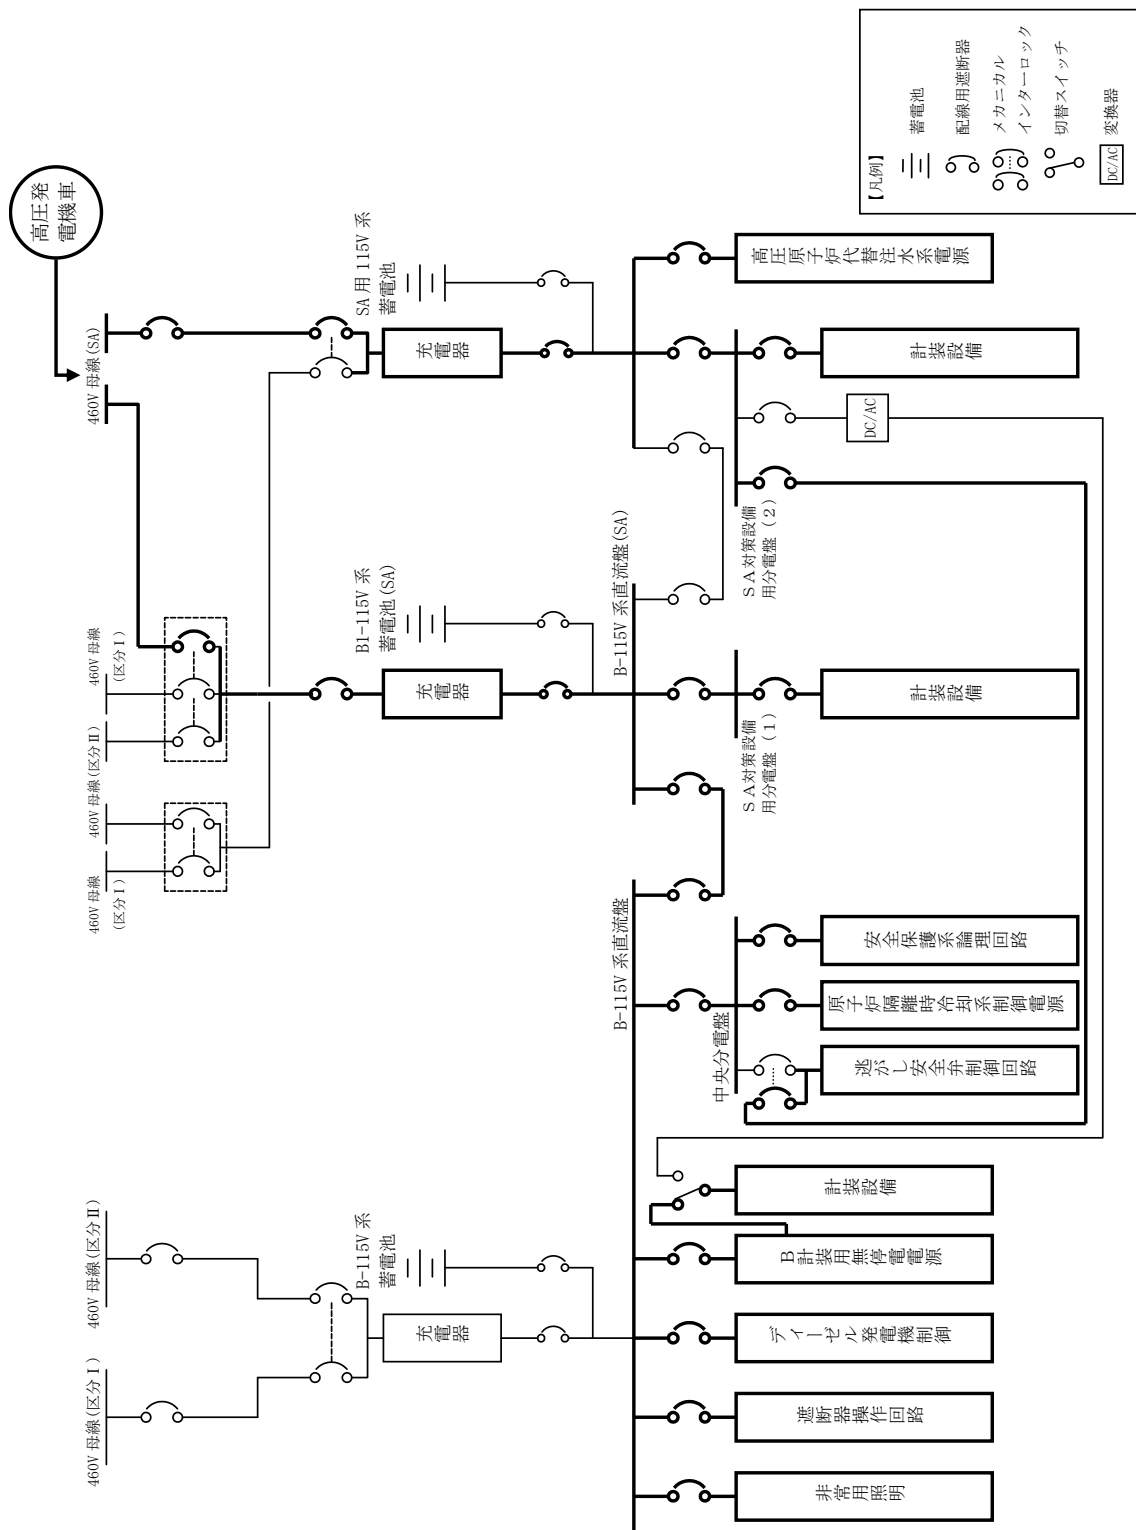 高圧発
電機車
460V 母線(SA)
460V 母線
(区分Ⅰ)
460V 母線(区分Ⅱ)
460V 母線(区分Ⅱ)
460V 母線
(区分Ⅰ)
460V 母線(区分Ⅱ)
460V 母線(区分Ⅰ)
SA 用 115V 系
蓄電池
充電器
B1-115V 系
蓄電池(SA)
充電器
B-115V 系
蓄電池
充電器
B-115V 系直流盤(SA)
B-115V 系直流盤
高圧原子炉代替注水系電源
計装設備
DC/AC
SA対策設備
用分電盤(2)
計装設備
SA対策設備
用分電盤(1)
中央分電盤
安全保護系論理回路
原子炉隔離時冷却系制御電源
逃がし安全弁制御回路
計装設備
B計装用無停電電源
ディーゼル発電機制御
遮断器操作回路
非常用照明
【凡例】
蓄電池
配線用遮断器
メカニカル
インターロック
切替スイッチ
DC/AC
変換器